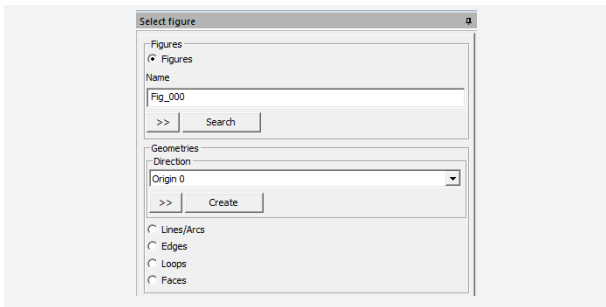 Select figure
Figures
Figures
Name
Fig_000
>> Search
Geometries
Direction
Origin 0
>> Create
Lines/Arcs
Edges
Loops
Faces